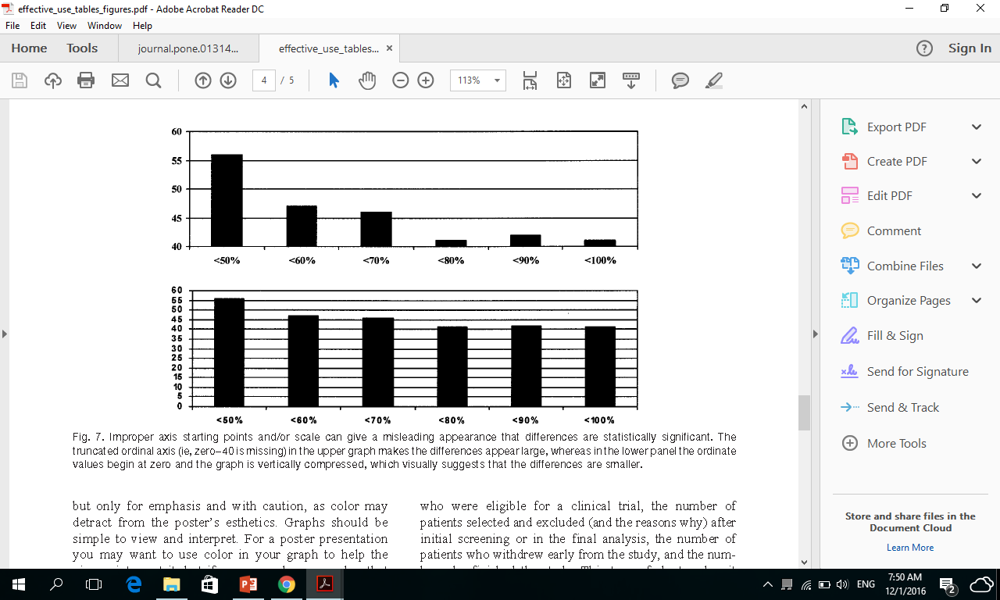 effective_use_tables_figures.pdf - Adobe Acrobat Reader DC
File Edit View Window Help
Home Tools journal.pone.01314... effective_use_tables... × Sign In
4 / 5 113%
60
55
50
45
40
<50% <60% <70% <80% <90% <100%
60
55
50
45
40
35
30
25
20
15
10
5
0
<50% <60% <70% <80% <90% <100%
Fig. 7. Improper axis starting points and/or scale can give a misleading appearance that differences are statistically significant. The
truncated ordinal axis (ie, zero–40 is missing) in the upper graph makes the differences appear large, whereas in the lower panel the ordinate
values begin at zero and the graph is vertically compressed, which visually suggests that the differences are smaller.
but only for emphasis and with caution, as color may
detract from the poster's esthetics. Graphs should be
simple to view and interpret. For a poster presentation
you may want to use color in your graph to help the
who were eligible for a clinical trial, the number of
patients selected and excluded (and the reasons why) after
initial screening or in the final analysis, the number of
patients who withdrew early from the study, and the num-
Export PDF
Create PDF
Edit PDF
Comment
Combine Files
Organize Pages
Fill & Sign
Send for Signature
Send & Track
More Tools
Store and share files in the
Document Cloud
Learn More
ENG
7:50 AM
12/1/2016
2